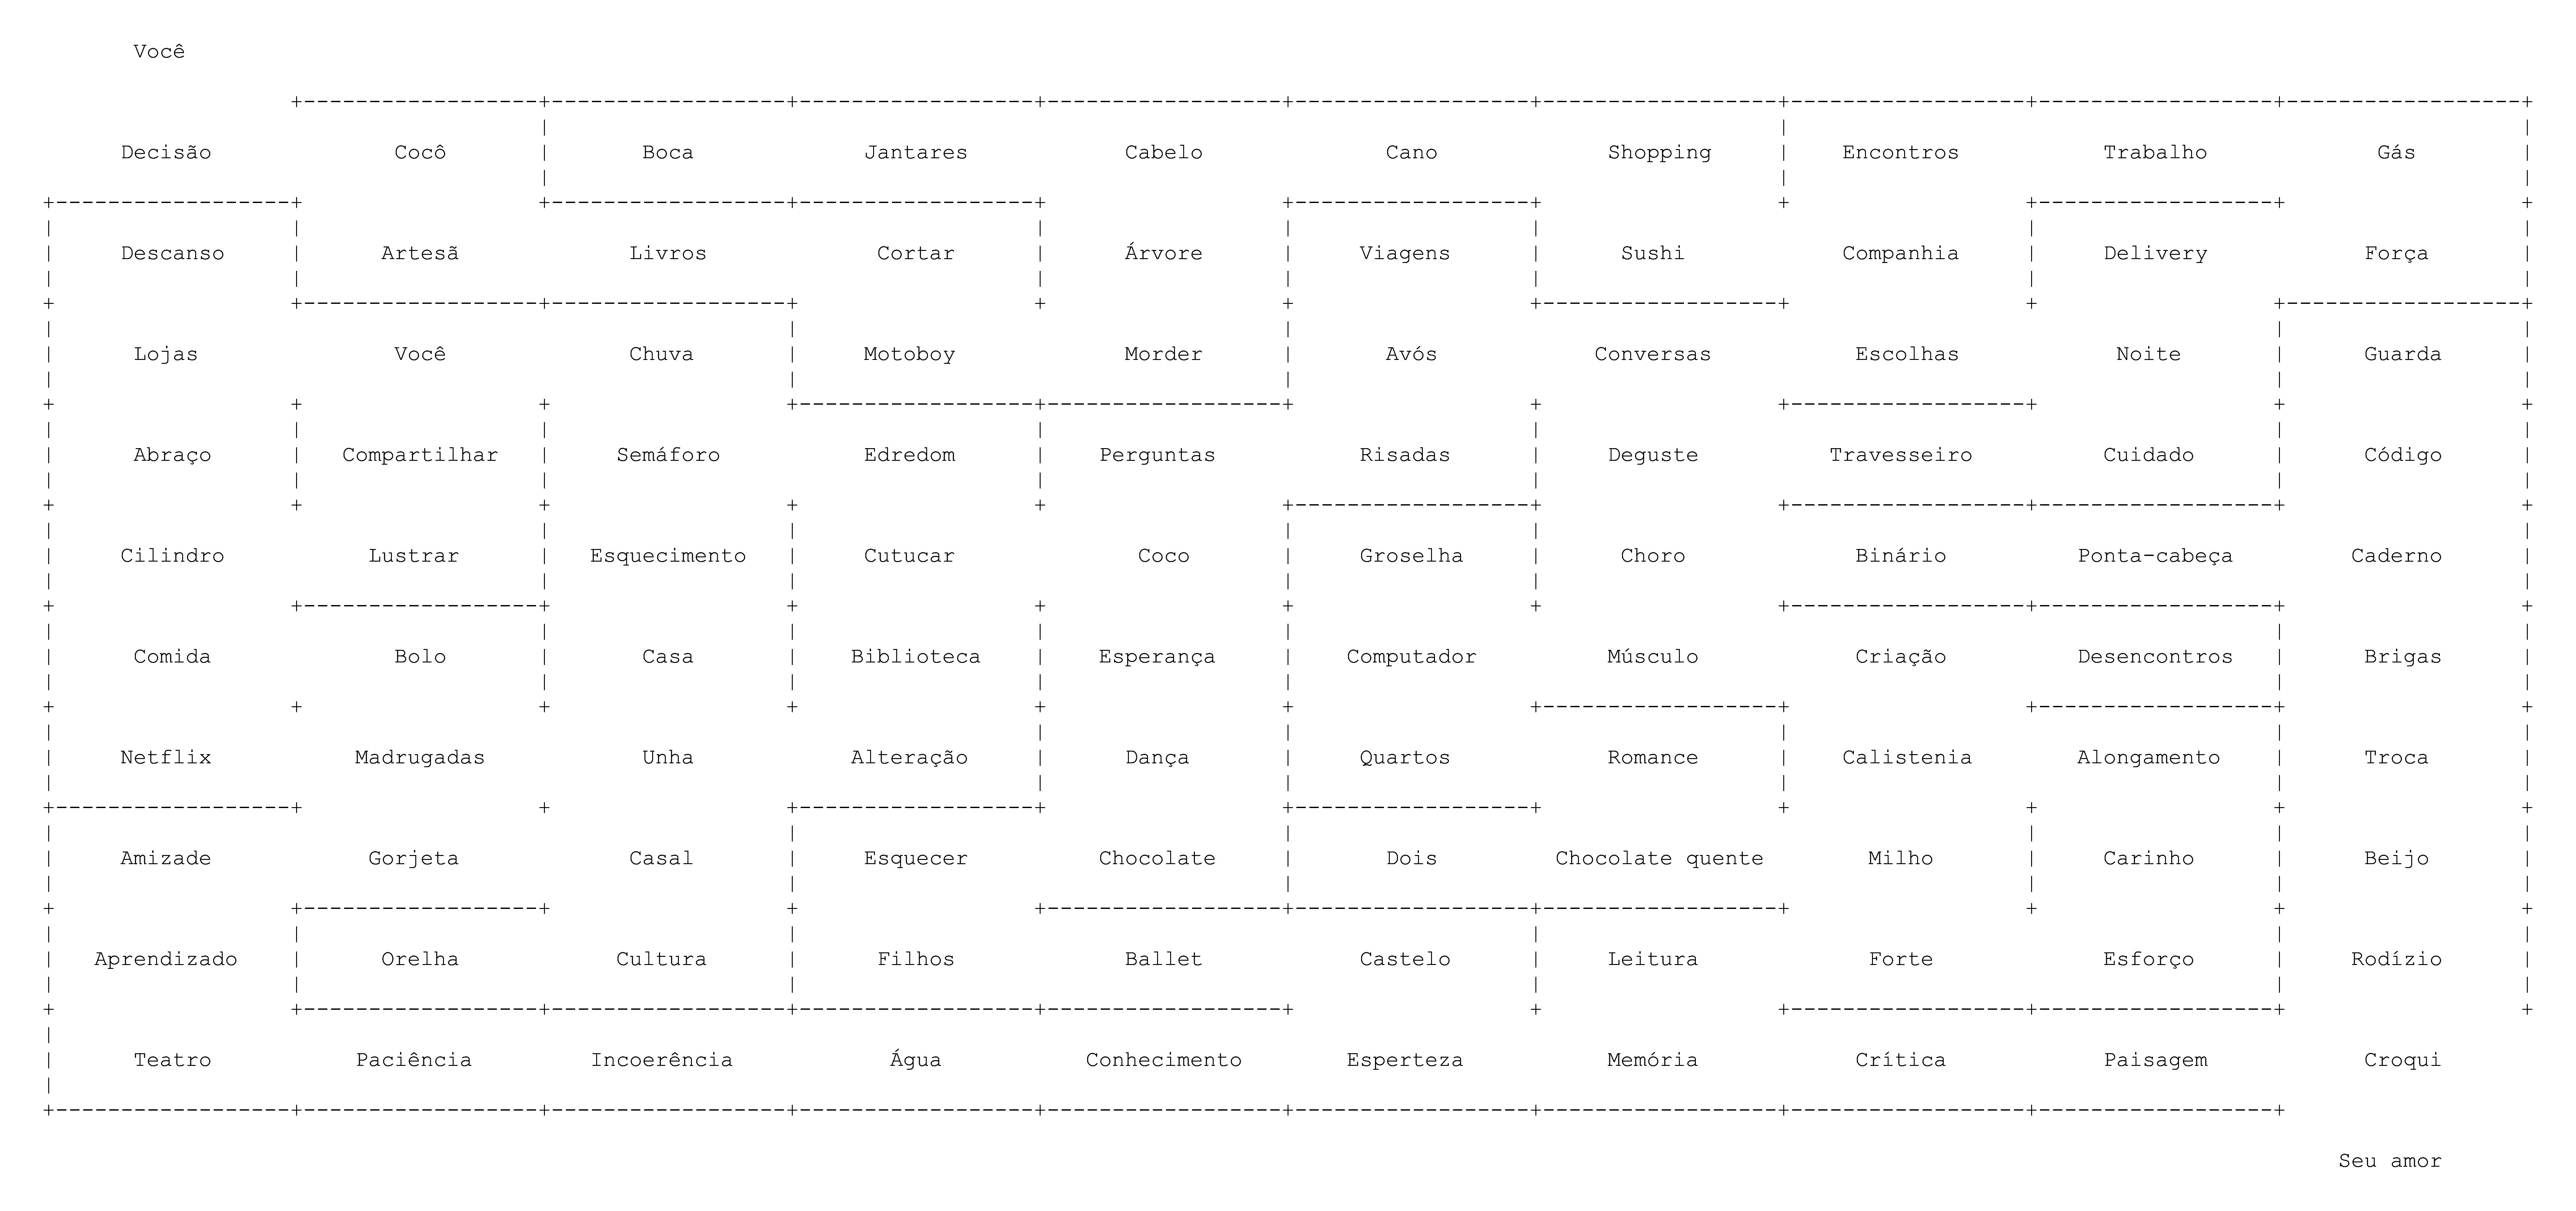 Você
Decisão Cocô Boca Jantares Cabelo Cano Shopping Encontros Trabalho Gás
Descanso Artesã Livros Cortar Árvore Viagens Sushi Companhia Delivery Força
Lojas Você Chuva Motoboy Morder Avós Conversas Escolhas Noite Guarda
Abraço Compartilhar Semáforo Edredom Perguntas Risadas Deguste Travesseiro Cuidado Código
Cilindro Lustrar Esquecimento Cutucar Coco Groselha Choro Binário Ponta-cabeça Caderno
Comida Bolo Casa Biblioteca Esperança Computador Músculo Criação Desencontros Brigas
Netflix Madrugadas Unha Alteração Dança Quartos Romance Calistenia Alongamento Troca
Amizade Gorjeta Casal Esquecer Chocolate Dois Chocolate quente Milho Carinho Beijo
Aprendizado Orelha Cultura Filhos Ballet Castelo Leitura Forte Esforço Rodízio
Teatro Paciência Incoerência Água Conhecimento Esperteza Memória Crítica Paisagem Croqui
Seu amor